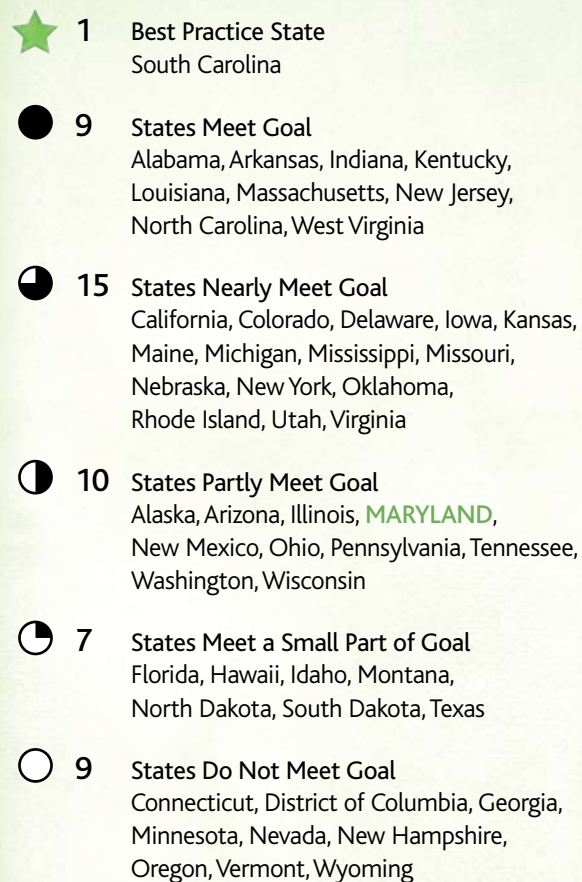 1 Best Practice State
South Carolina
9 States Meet Goal
Alabama, Arkansas, Indiana, Kentucky,
Louisiana, Massachusetts, New Jersey,
North Carolina, West Virginia
15 States Nearly Meet Goal
California, Colorado, Delaware, Iowa, Kansas,
Maine, Michigan, Mississippi, Missouri,
Nebraska, New York, Oklahoma,
Rhode Island, Utah, Virginia
10 States Partly Meet Goal
Alaska, Arizona, Illinois, MARYLAND,
New Mexico, Ohio, Pennsylvania, Tennessee,
Washington, Wisconsin
7 States Meet a Small Part of Goal
Florida, Hawaii, Idaho, Montana,
North Dakota, South Dakota, Texas
9 States Do Not Meet Goal
Connecticut, District of Columbia, Georgia,
Minnesota, Nevada, New Hampshire,
Oregon, Vermont, Wyoming